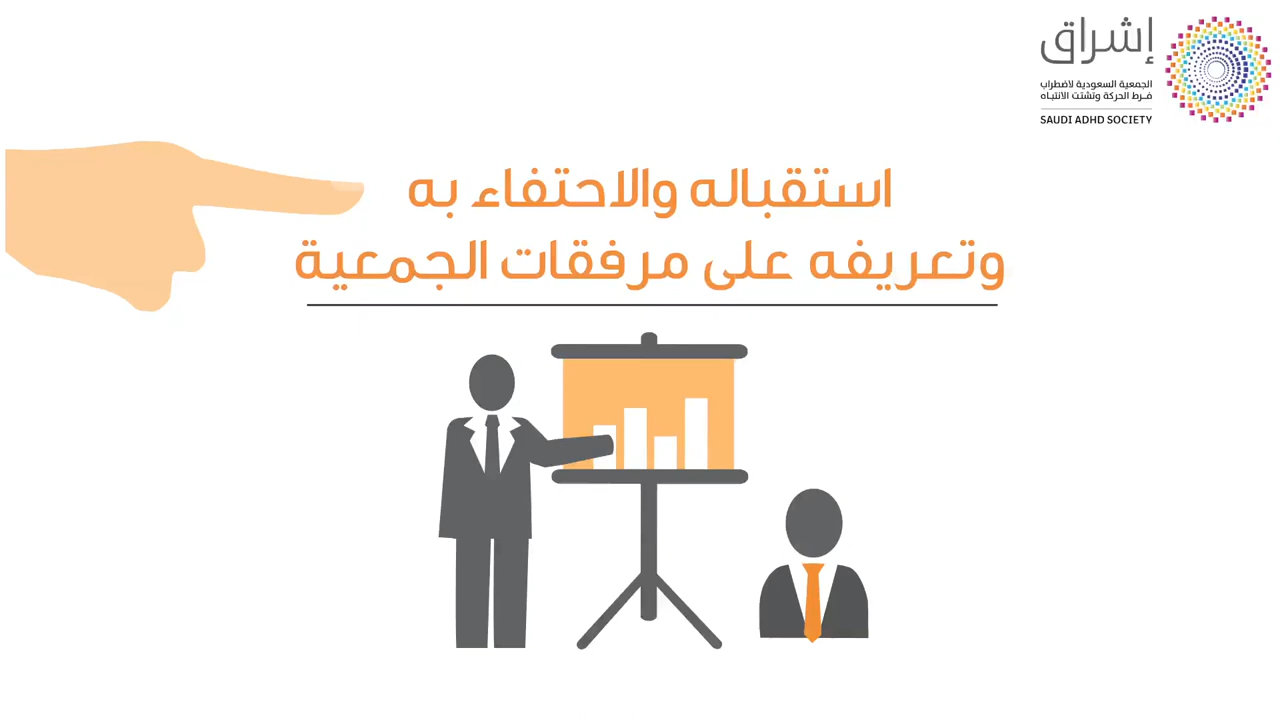 إشراق
الجمعية السعودية لاضطراب
فرط الحركة وتشتت الانتباه
SAUDI ADHD SOCIETY
استقباله والاحتفاء به
وتعريفه على مرفقات الجمعية